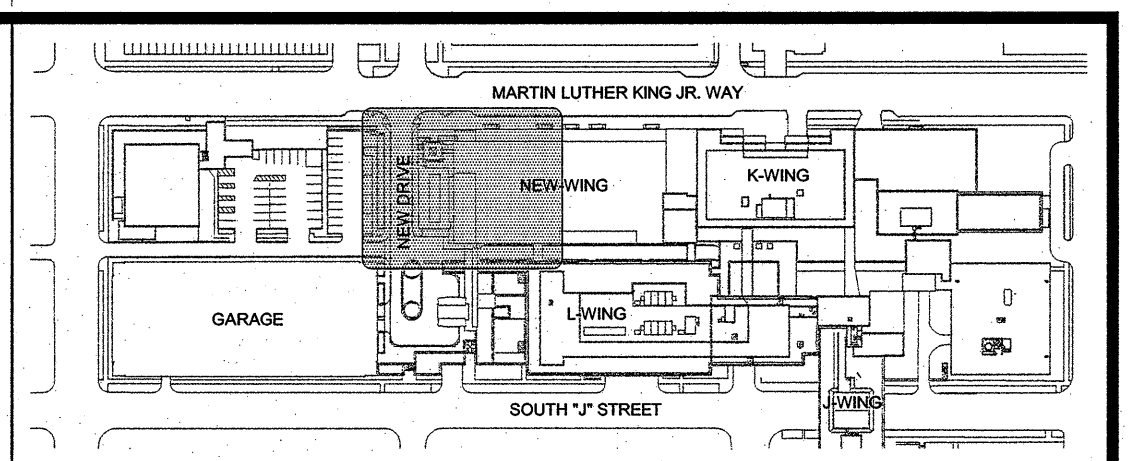 MARTIN LUTHER KING JR. WAY
NEW DRIVE
NEW-WING
K-WING
GARAGE
L-WING
SOUTH "J" STREET
J-WING